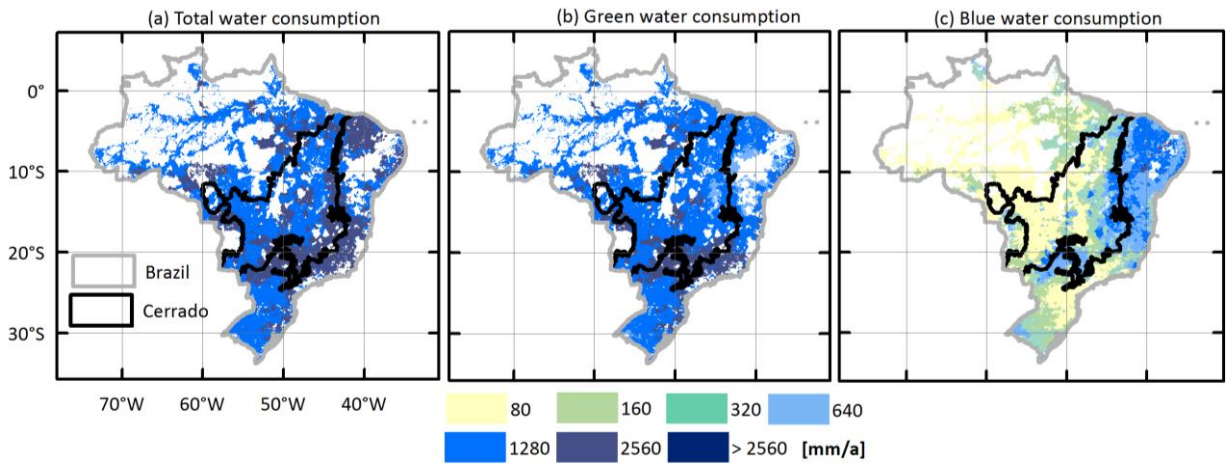 (a) Total water consumption
(b) Green water consumption
(c) Blue water consumption
0°
10°S
20°S
30°S
Brazil
Cerrado
70°W 60°W 50°W 40°W
80 160 320 640
1280 2560 > 2560 [mm/a]